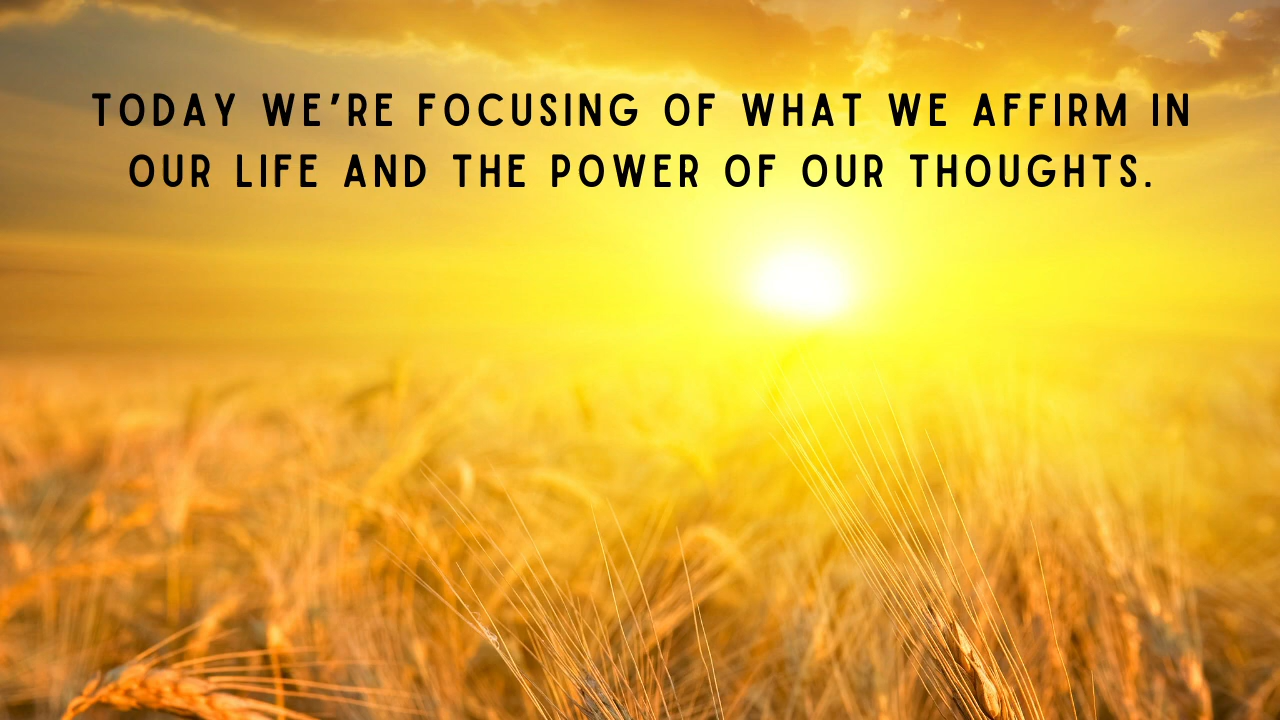 TODAY WE'RE FOCUSING OF WHAT WE AFFIRM IN
OUR LIFE AND THE POWER OF OUR THOUGHTS.